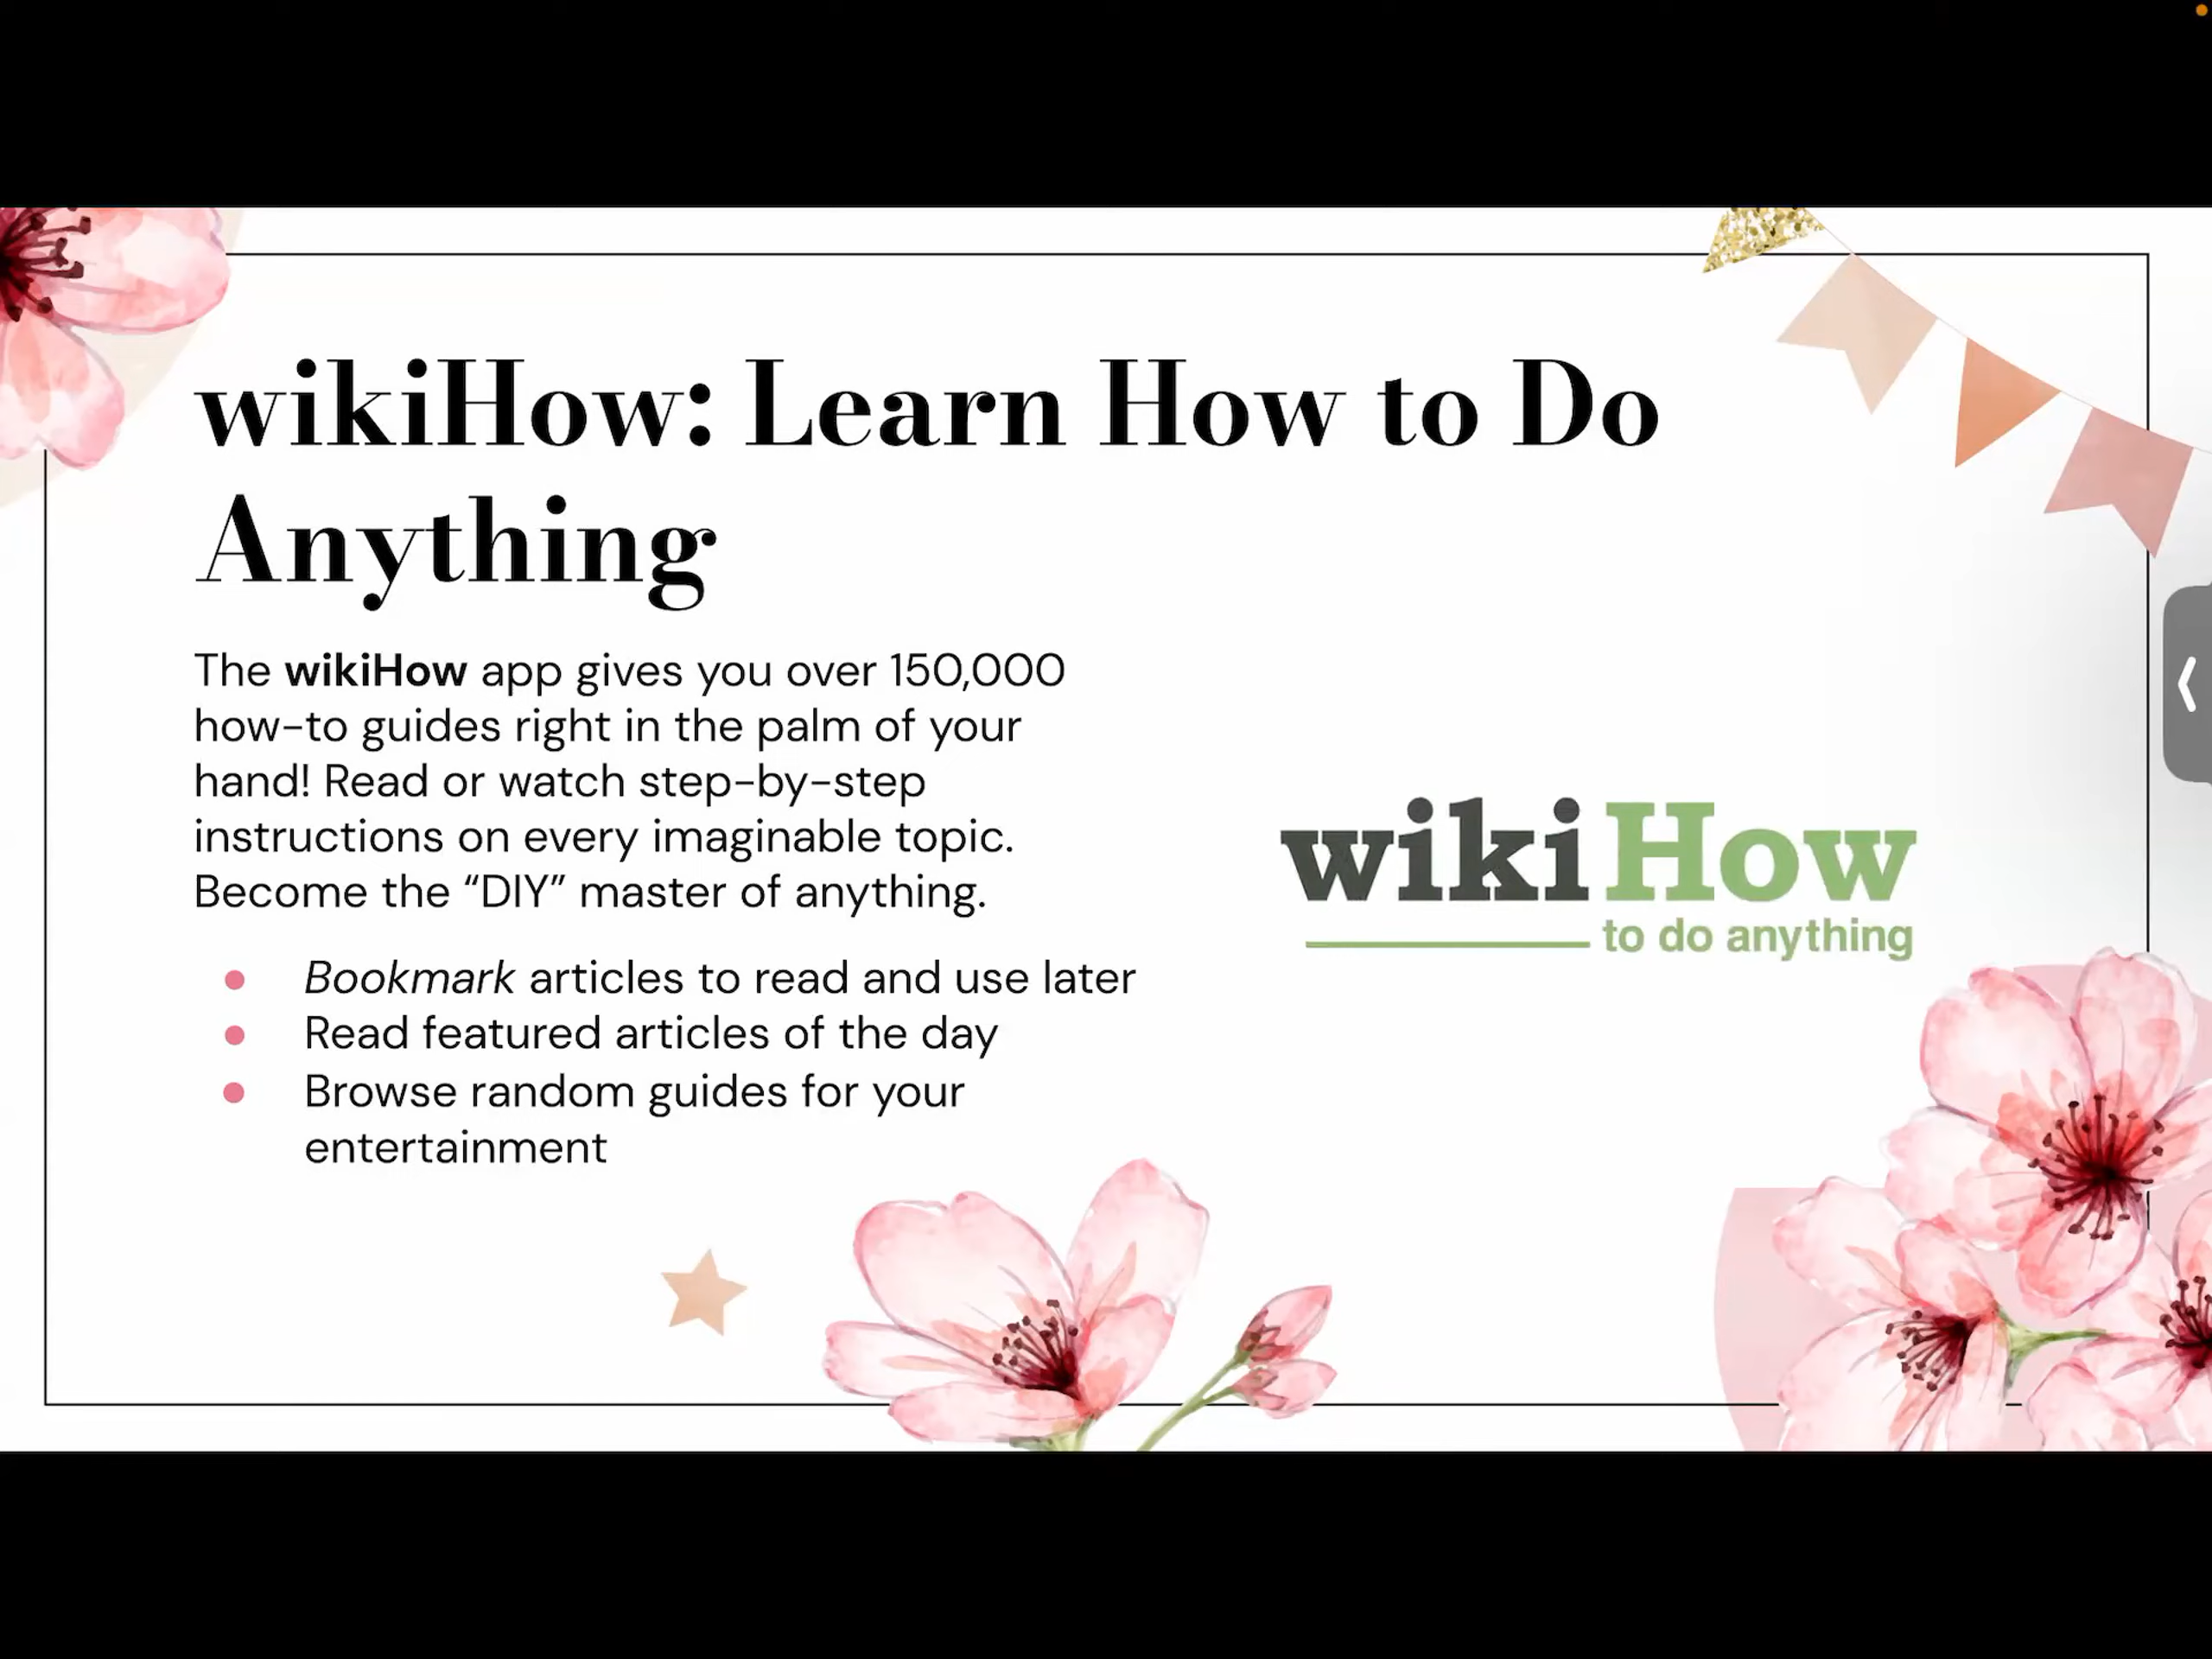 wikiHow: Learn How to Do
Anything
The wikiHow app gives you over 150,000
how-to guides right in the palm of your
hand! Read or watch step-by-step
instructions on every imaginable topic.
Become the “DIY” master of anything.
● Bookmark articles to read and use later
● Read featured articles of the day
● Browse random guides for your
entertainment
wikiHow
to do anything